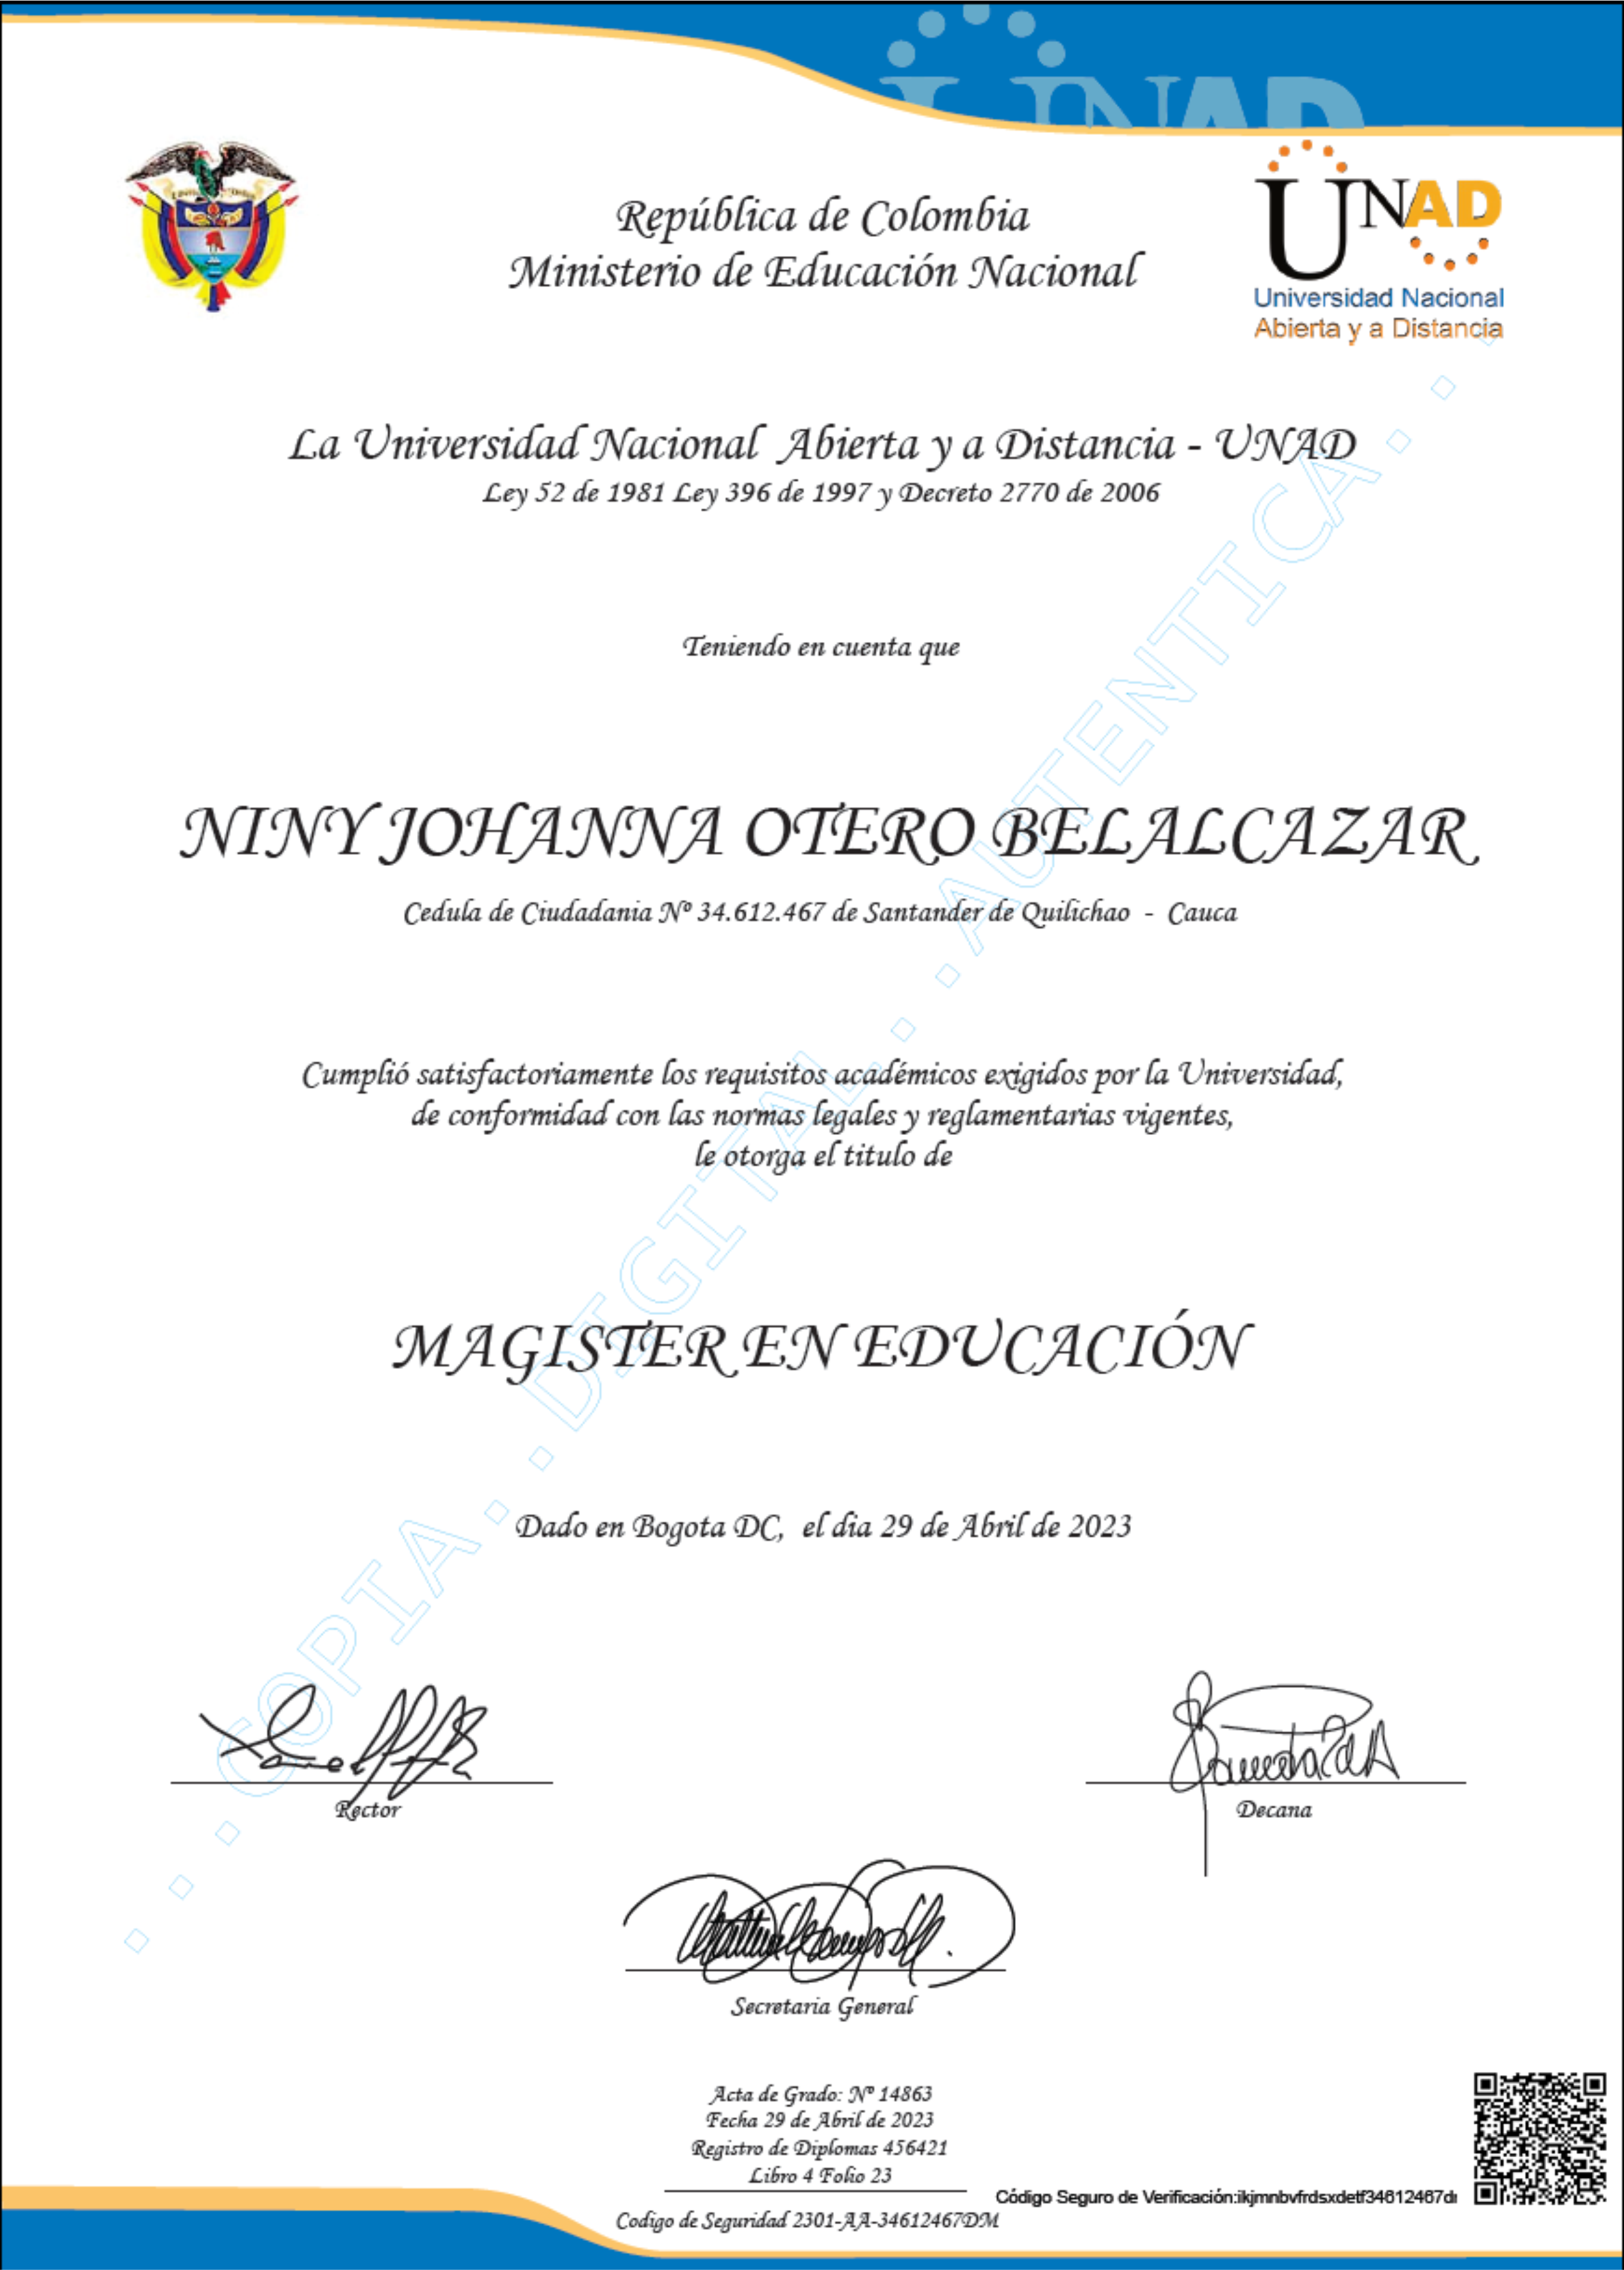 UNAD
República de Colombia
Ministerio de Educación Nacional
UNAD
Universidad Nacional
Abierta y a Distancia
La Universidad Nacional Abierta y a Distancia - UNAD
Ley 52 de 1981 Ley 396 de 1997 y Decreto 2770 de 2006
Teniendo en cuenta que
NINY JOHANNA OTERO BELALCAZAR
Cedula de Ciudadania Nº 34.612.467 de Santander de Quilichao - Cauca
Cumplió satisfactoriamente los requisitos académicos exigidos por la Universidad,
de conformidad con las normas legales y reglamentarias vigentes,
le otorga el titulo de
MAGISTER EN EDUCACIÓN
Dado en Bogota DC, el dia 29 de Abril de 2023
. . . COPIA . . DIGITAL . . AUTENTICA . . .
Rector
Decana
Secretaria General
Acta de Grado: Nº 14863
Fecha 29 de Abril de 2023
Registro de Diplomas 456421
Libro 4 Folio 23
Código Seguro de Verificación:ikjmnbvfrdsxdetf34612467d
Codigo de Seguridad 2301-AA-34612467DM